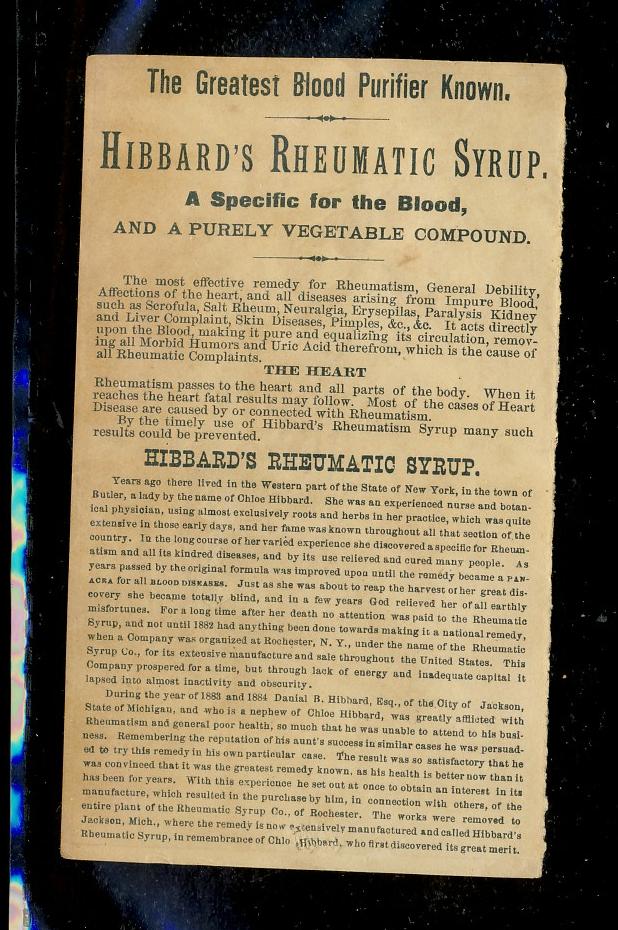 The Greatest Blood Purifier Known.
HIBBARD'S RHEUMATIC SYRUP.
A Specific for the Blood,
AND A PURELY VEGETABLE COMPOUND.
The most effective remedy for Rheumatism, General Debility,
Affections of the heart, and all diseases arising from Impure Blood,
such as Scrofula, Salt Rheum, Neuralgia, Erysepilas, Paralysis Kidney
and Liver Complaint, Skin Diseases, Pimples, &c., &c. It acts directly
upon the Blood, making it pure and equalizing its circulation, remov-
ing all Morbid Humors and Uric Acid therefrom, which is the cause of
all Rheumatic Complaints.
THE HEART
Rheumatism passes to the heart and all parts of the body. When it
reaches the heart fatal results may follow. Most of the cases of Heart
Disease are caused by or connected with Rheumatism.
By the timely use of Hibbard's Rheumatism Syrup many such
results could be prevented.
HIBBARD'S RHEUMATIC SYRUP.
Years ago there lived in the Western part of the State of New York, in the town of
Butler, a lady by the name of Chloe Hibbard. She was an experienced nurse and botan-
ical physician, using almost exclusively roots and herbs in her practice, which was quite
extensive in those early days, and her fame was known throughout all that section of the
country. In the long course of her varied experience she discovered a specific for Rheum-
atism and all its kindred diseases, and by its use relieved and cured many people. As
years passed by the original formula was improved upon until the remedy became a PAN-
ACRA for all BLOOD DISEASES. Just as she was about to reap the harvest of her great dis-
covery she became totally blind, and in a few years God relieved her of all earthly
misfortunes. For a long time after her death no attention was paid to the Rheumatic
Syrup, and not until 1882 had anything been done towards making it a national remedy,
when a Company was organized at Rochester, N. Y., under the name of the Rheumatic
Syrup Co., for its extensive manufacture and sale throughout the United States. This
Company prospered for a time, but through lack of energy and inadequate capital it
lapsed into almost inactivity and obscurity.
During the year of 1883 and 1884 Danial B. Hibbard, Esq., of the City of Jackson,
State of Michigan, and who is a nephew of Chloe Hibbard, was greatly afflicted with
Rheumatism and general poor health, so much that he was unable to attend to his busi-
ness. Remembering the reputation of his aunt's success in similar cases he was persuad-
ed to try this remedy in his own particular case. The result was so satisfactory that he
was convinced that it was the greatest remedy known, as his health is better now than it
has been for years. With this experience he set out at once to obtain an interest in its
manufacture, which resulted in the purchase by him, in connection with others, of the
entire plant of the Rheumatic Syrup Co., of Rochester. The works were removed to
Jackson, Mich., where the remedy is now extensively manufactured and called Hibbard's
Rheumatic Syrup, in remembrance of Chlo Hibbard, who first discovered its great merit.